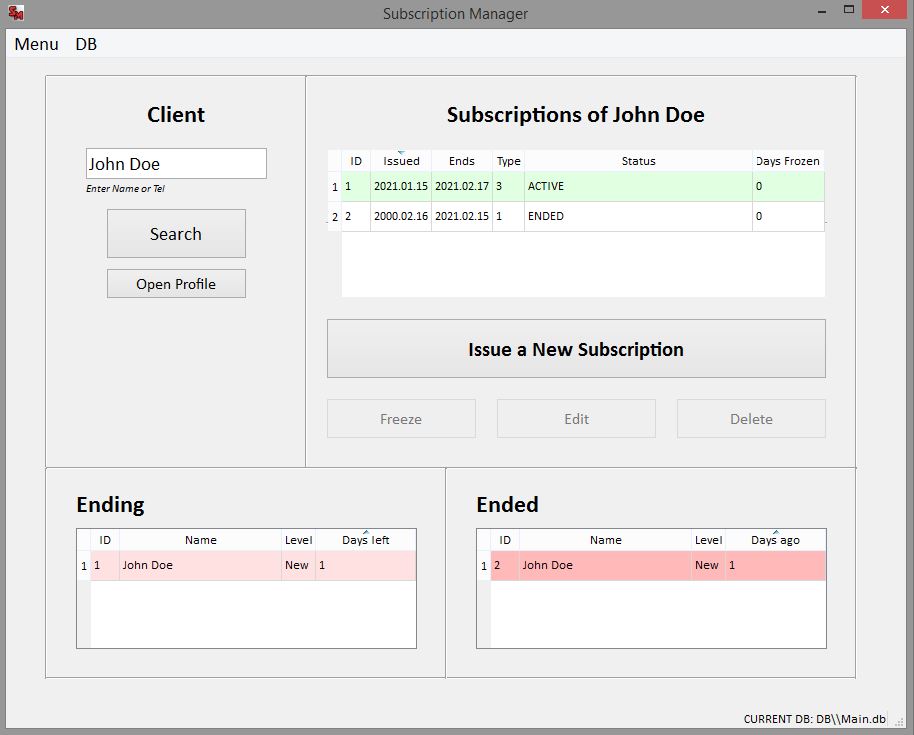 SM
Subscription Manager
Menu DB
Client
John Doe
Enter Name or Tel
Search
Open Profile
Subscriptions of John Doe
ID Issued Ends Type Status Days Frozen
1 1 2021.01.15 2021.02.17 3 ACTIVE 0
2 2 2000.02.16 2021.02.15 1 ENDED 0
Issue a New Subscription
Freeze Edit Delete
Ending
ID Name Level Days left
1 1 John Doe New 1
Ended
ID Name Level Days ago
1 2 John Doe New 1
CURRENT DB: DB\\Main.db